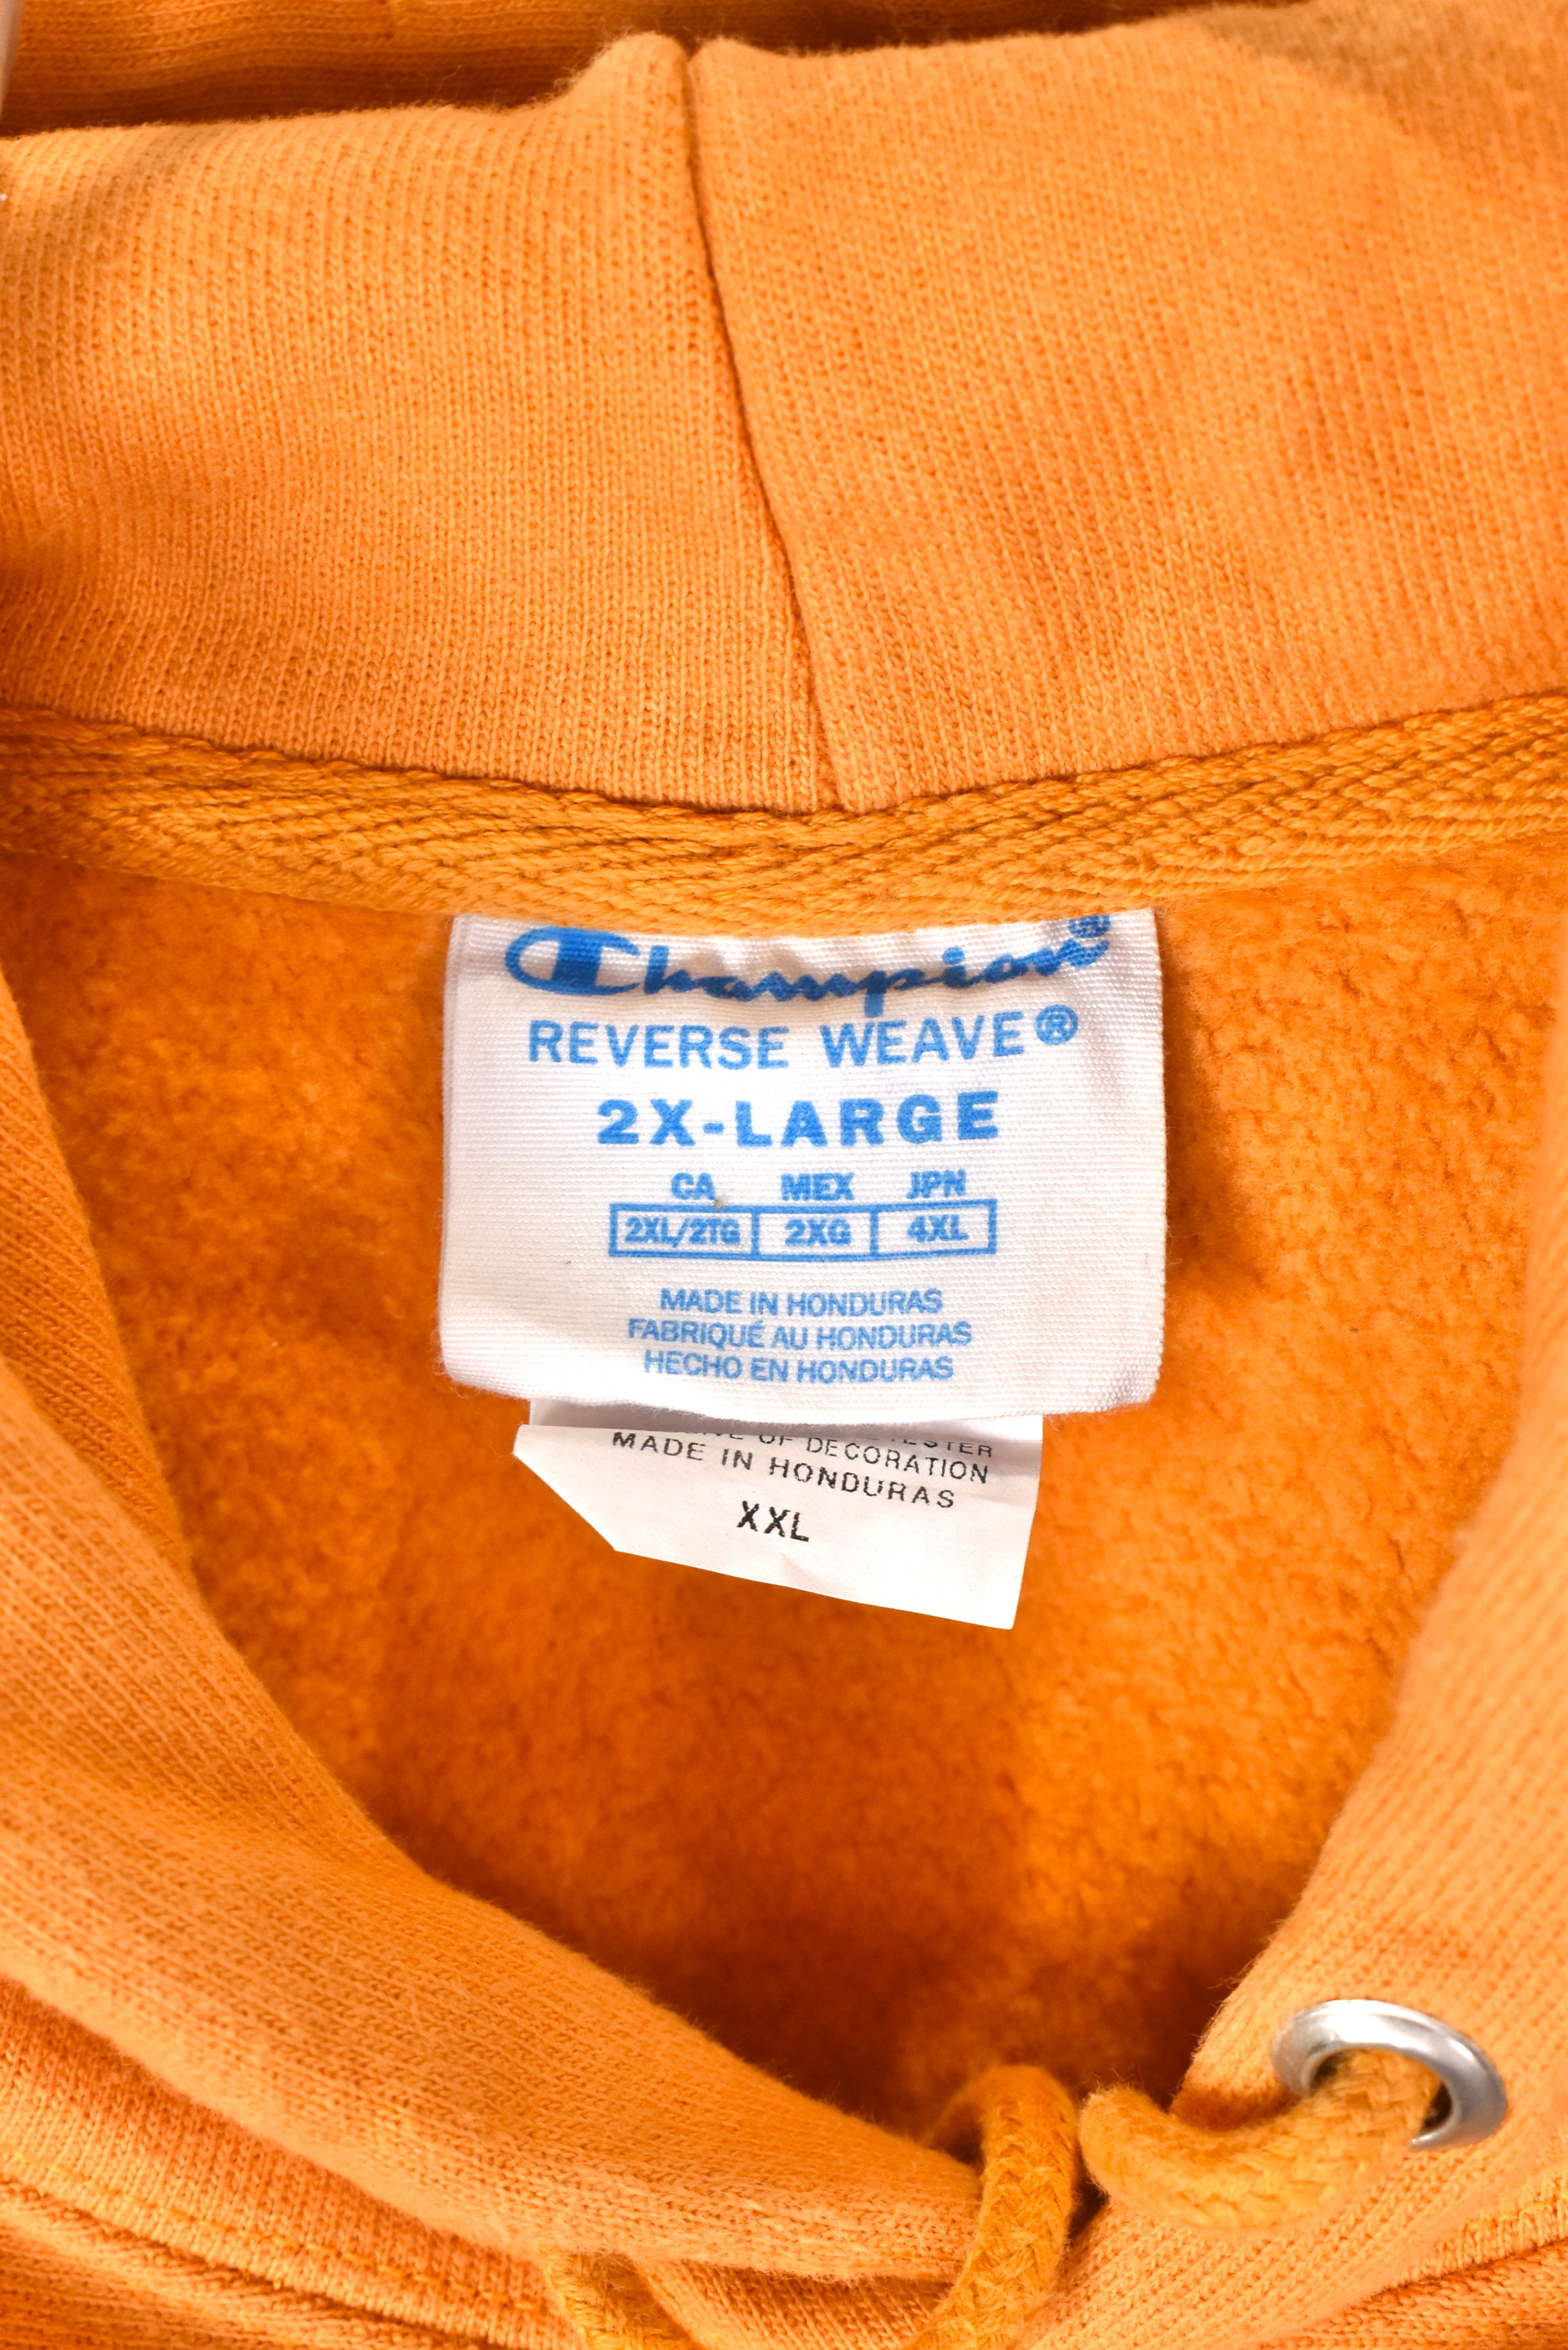 Champion®
REVERSE WEAVE®
2X-LARGE
CA MEX JPN
2XL/2TG 2XG 4XL
MADE IN HONDURAS
FABRIQUÉ AU HONDURAS
HECHO EN HONDURAS
OF DECORATION
MADE IN HONDURAS
XXL